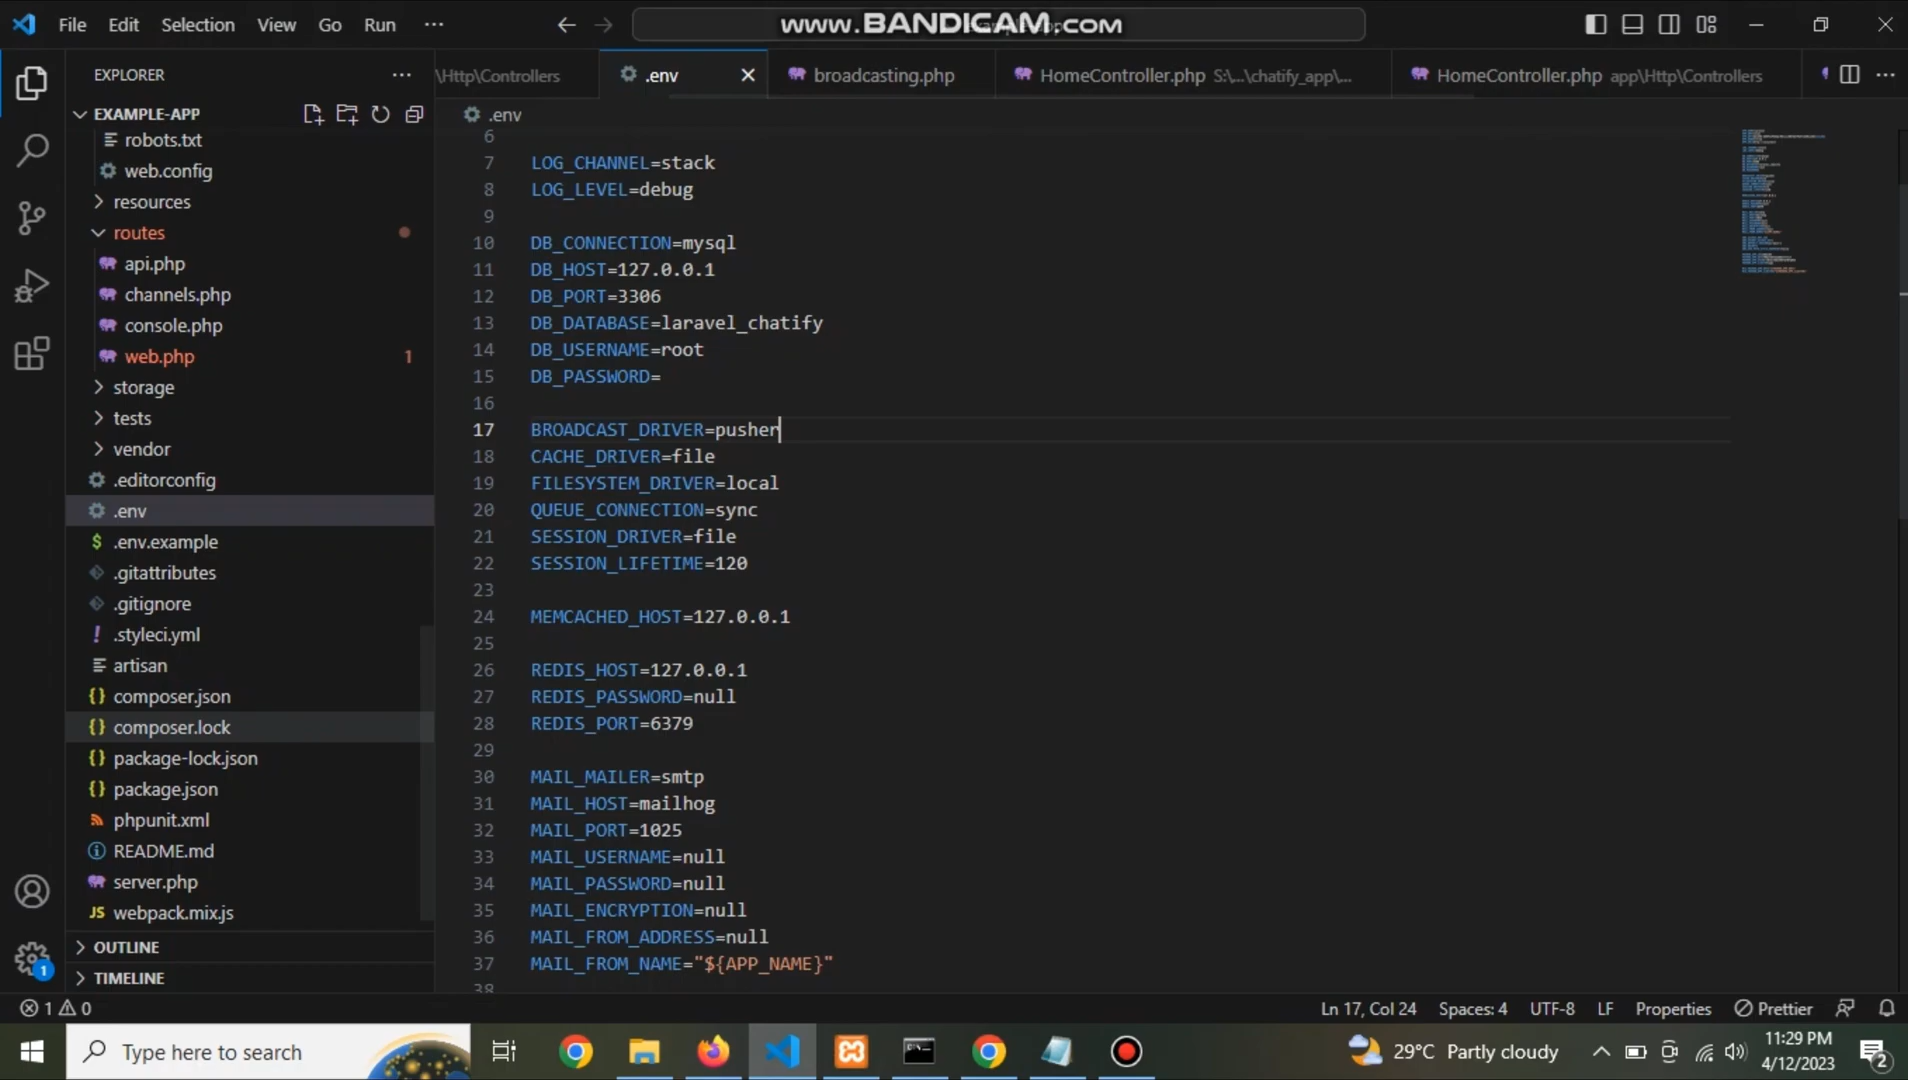 File Edit Selection View Go Run ...
www.BANDICAM.com
EXPLORER
\Http\Controllers
.env
broadcasting.php
HomeController.php S:\...\chatify_app\...
HomeController.php app\Http\Controllers
EXAMPLE-APP
robots.txt
web.config
resources
routes
api.php
channels.php
console.php
web.php 1
storage
tests
vendor
.editorconfig
.env
.env.example
.gitattributes
.gitignore
.styleci.yml
artisan
composer.json
composer.lock
package-lock.json
package.json
phpunit.xml
README.md
server.php
JS webpack.mix.js
OUTLINE
TIMELINE
.env
6
7 LOG_CHANNEL=stack
8 LOG_LEVEL=debug
9
10 DB_CONNECTION=mysql
11 DB_HOST=127.0.0.1
12 DB_PORT=3306
13 DB_DATABASE=laravel_chatify
14 DB_USERNAME=root
15 DB_PASSWORD=
16
17 BROADCAST_DRIVER=pusher
18 CACHE_DRIVER=file
19 FILESYSTEM_DRIVER=local
20 QUEUE_CONNECTION=sync
21 SESSION_DRIVER=file
22 SESSION_LIFETIME=120
23
24 MEMCACHED_HOST=127.0.0.1
25
26 REDIS_HOST=127.0.0.1
27 REDIS_PASSWORD=null
28 REDIS_PORT=6379
29
30 MAIL_MAILER=smtp
31 MAIL_HOST=mailhog
32 MAIL_PORT=1025
33 MAIL_USERNAME=null
34 MAIL_PASSWORD=null
35 MAIL_ENCRYPTION=null
36 MAIL_FROM_ADDRESS=null
37 MAIL_FROM_NAME="${APP_NAME}"
38
1
1 0
Ln 17, Col 24 Spaces: 4 UTF-8 LF Properties Prettier
Type here to search
29°C Partly cloudy
11:29 PM
4/12/2023
2